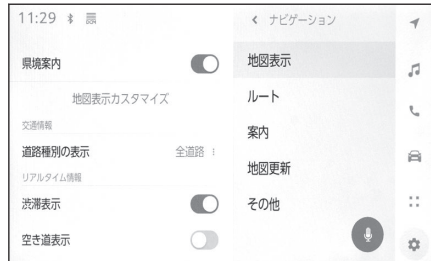 11:29
県境案内
地図表示カスタマイズ
交通情報
道路種別の表示 全道路
リアルタイム情報
渋滞表示
空き道表示
ナビゲーション
地図表示
ルート
案内
地図更新
その他